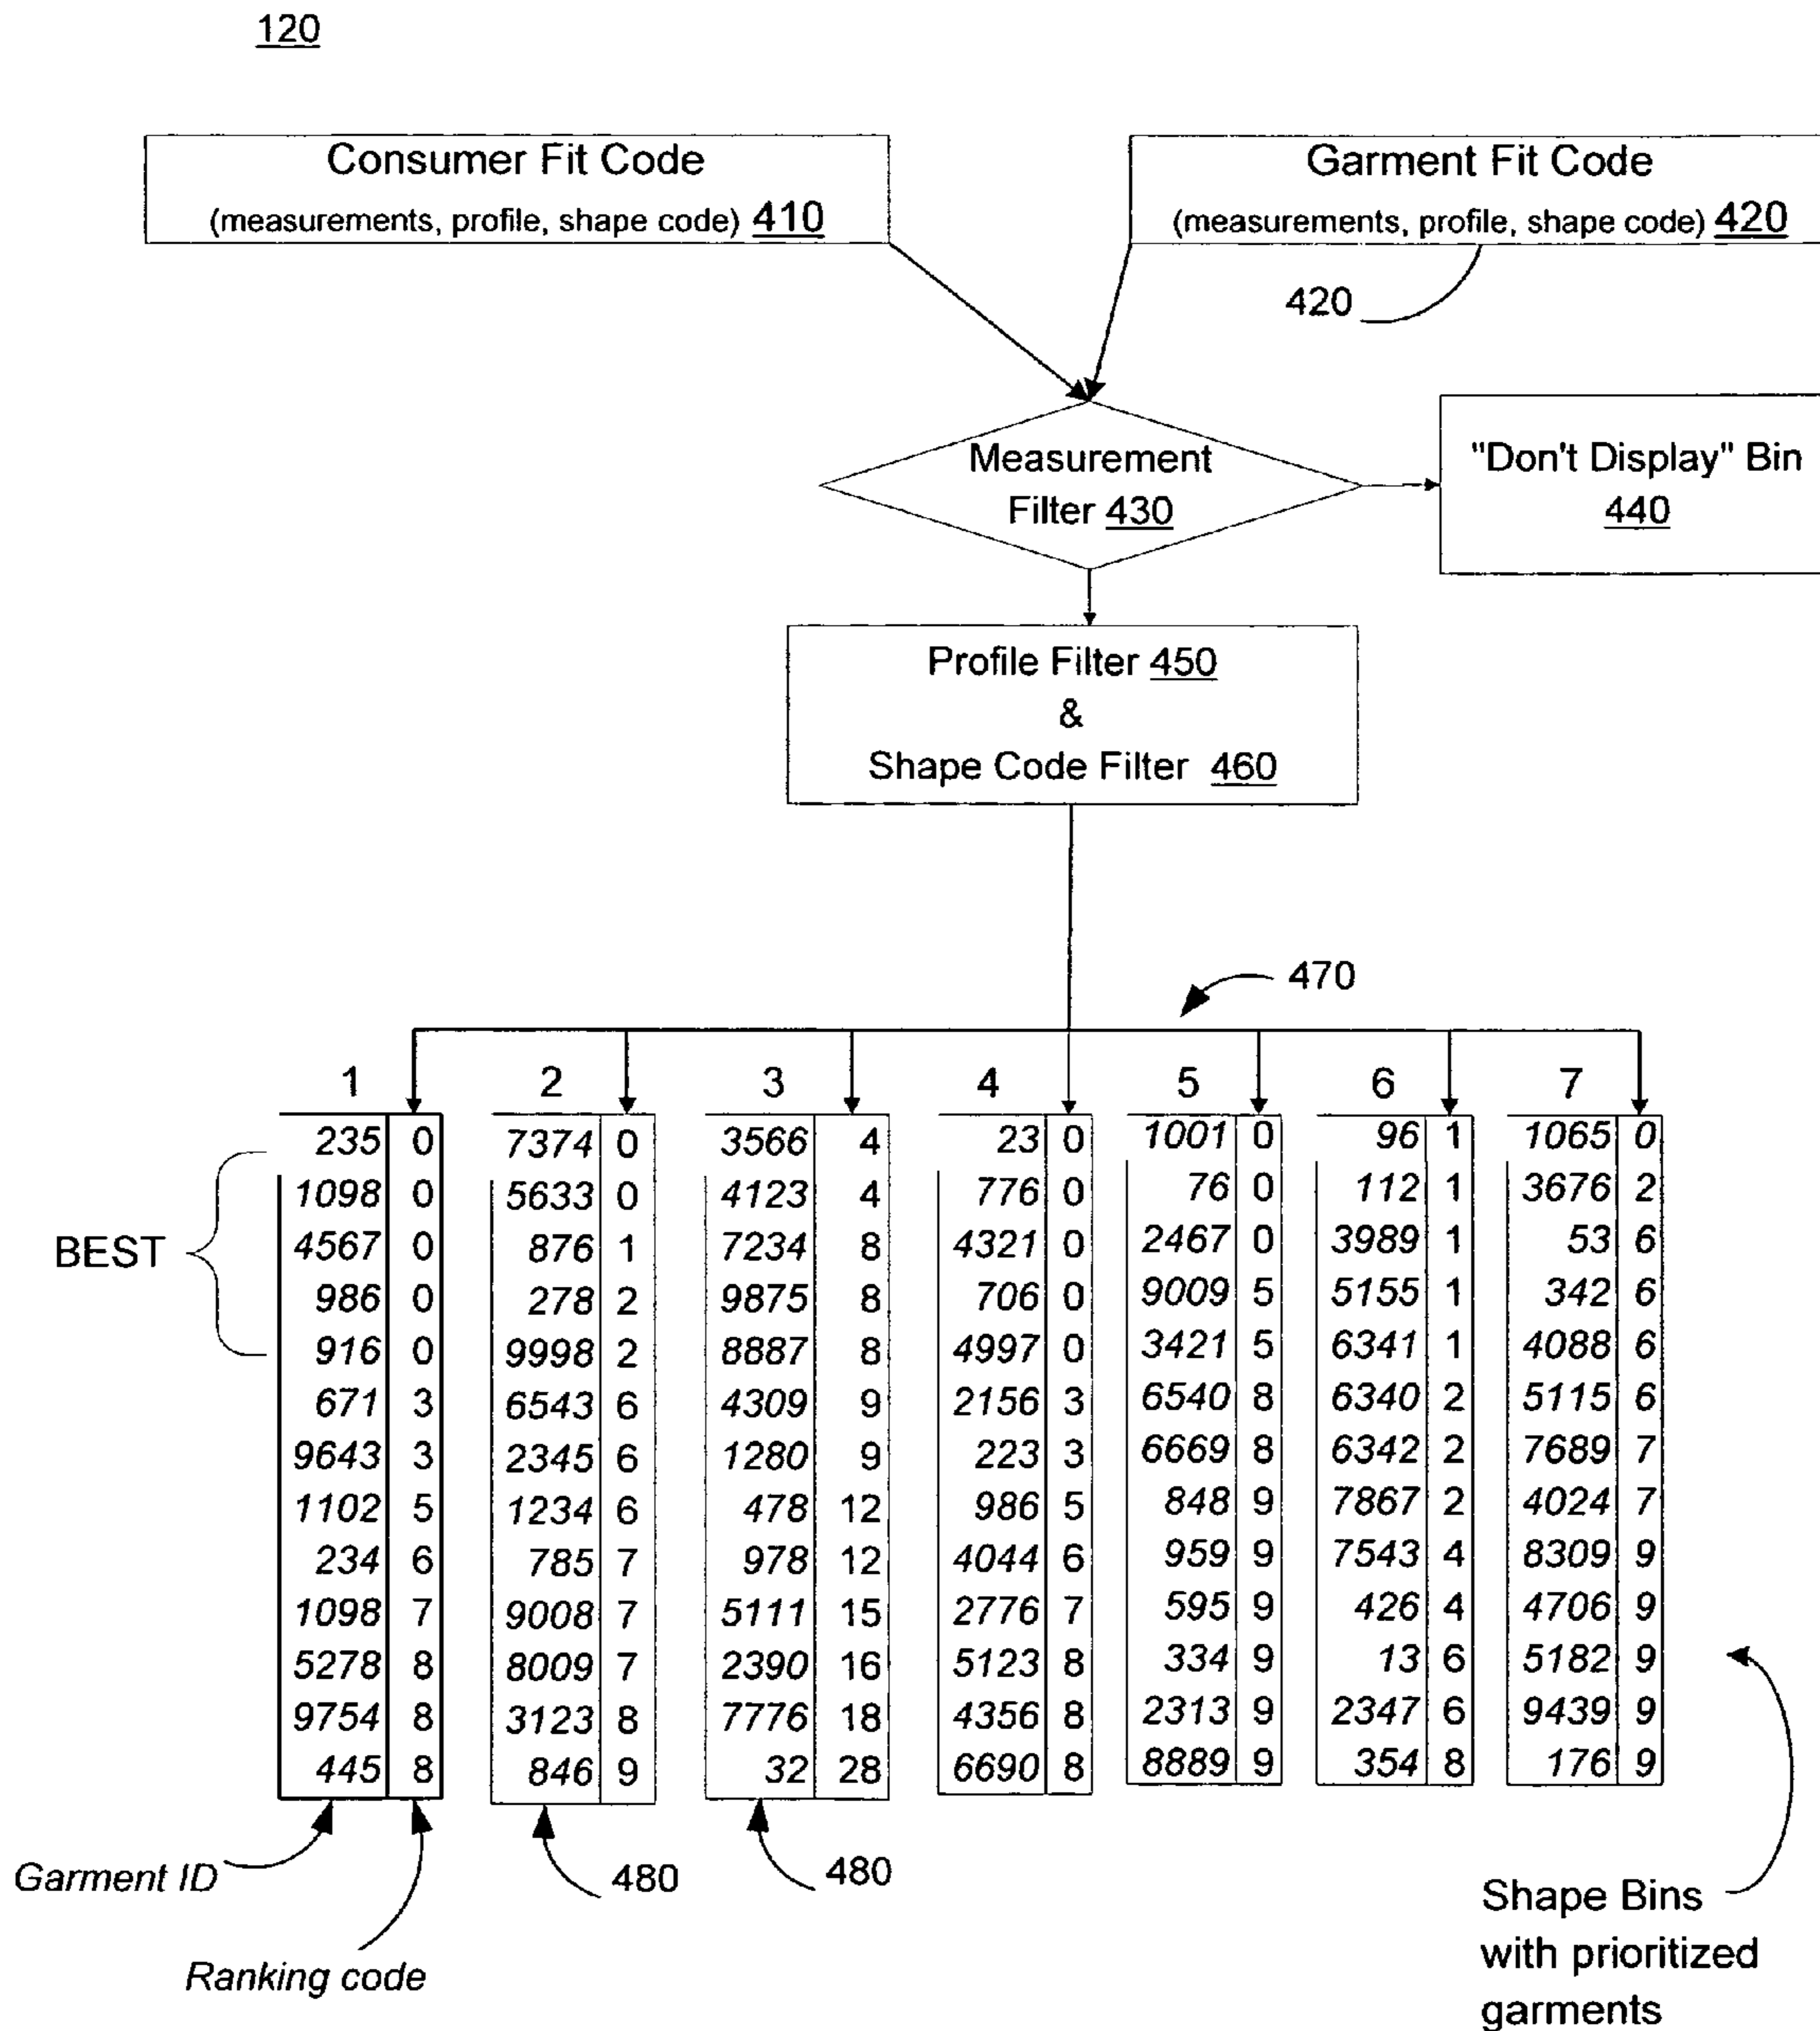 120
Consumer Fit Code
(measurements, profile, shape code) 410
Garment Fit Code
(measurements, profile, shape code) 420
420
Measurement
Filter 430
"Don't Display" Bin
440
Profile Filter 450
&
Shape Code Filter 460
470
1 2 3 4 5 6 7
235 0 7374 0 3566 4 23 0 1001 0 96 1 1065 0
1098 0 5633 0 4123 4 776 0 76 0 112 1 3676 2
4567 0 876 1 7234 8 4321 0 2467 0 3989 1 53 6
BEST
986 0 278 2 9875 8 706 0 9009 5 5155 1 342 6
916 0 9998 2 8887 8 4997 0 3421 5 6341 1 4088 6
671 3 6543 6 4309 9 2156 3 6540 8 6340 2 5115 6
9643 3 2345 6 1280 9 223 3 6669 8 6342 2 7689 7
1102 5 1234 6 478 12 986 5 848 9 7867 2 4024 7
234 6 785 7 978 12 4044 6 959 9 7543 4 8309 9
1098 7 9008 7 5111 15 2776 7 595 9 426 4 4706 9
5278 8 8009 7 2390 16 5123 8 334 9 13 6 5182 9
9754 8 3123 8 7776 18 4356 8 2313 9 2347 6 9439 9
445 8 846 9 32 28 6690 8 8889 9 354 8 176 9
Garment ID
480
480
Ranking code
Shape Bins
with prioritized
garments